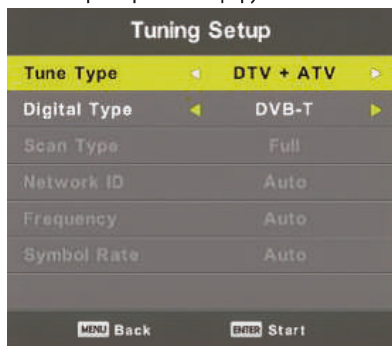 Tuning Setup
Tune Type DTV + ATV
Digital Type DVB-T
Scan Type Full
Network ID Auto
Frequency Auto
Symbol Rate Auto
MENU Back ENTER Start